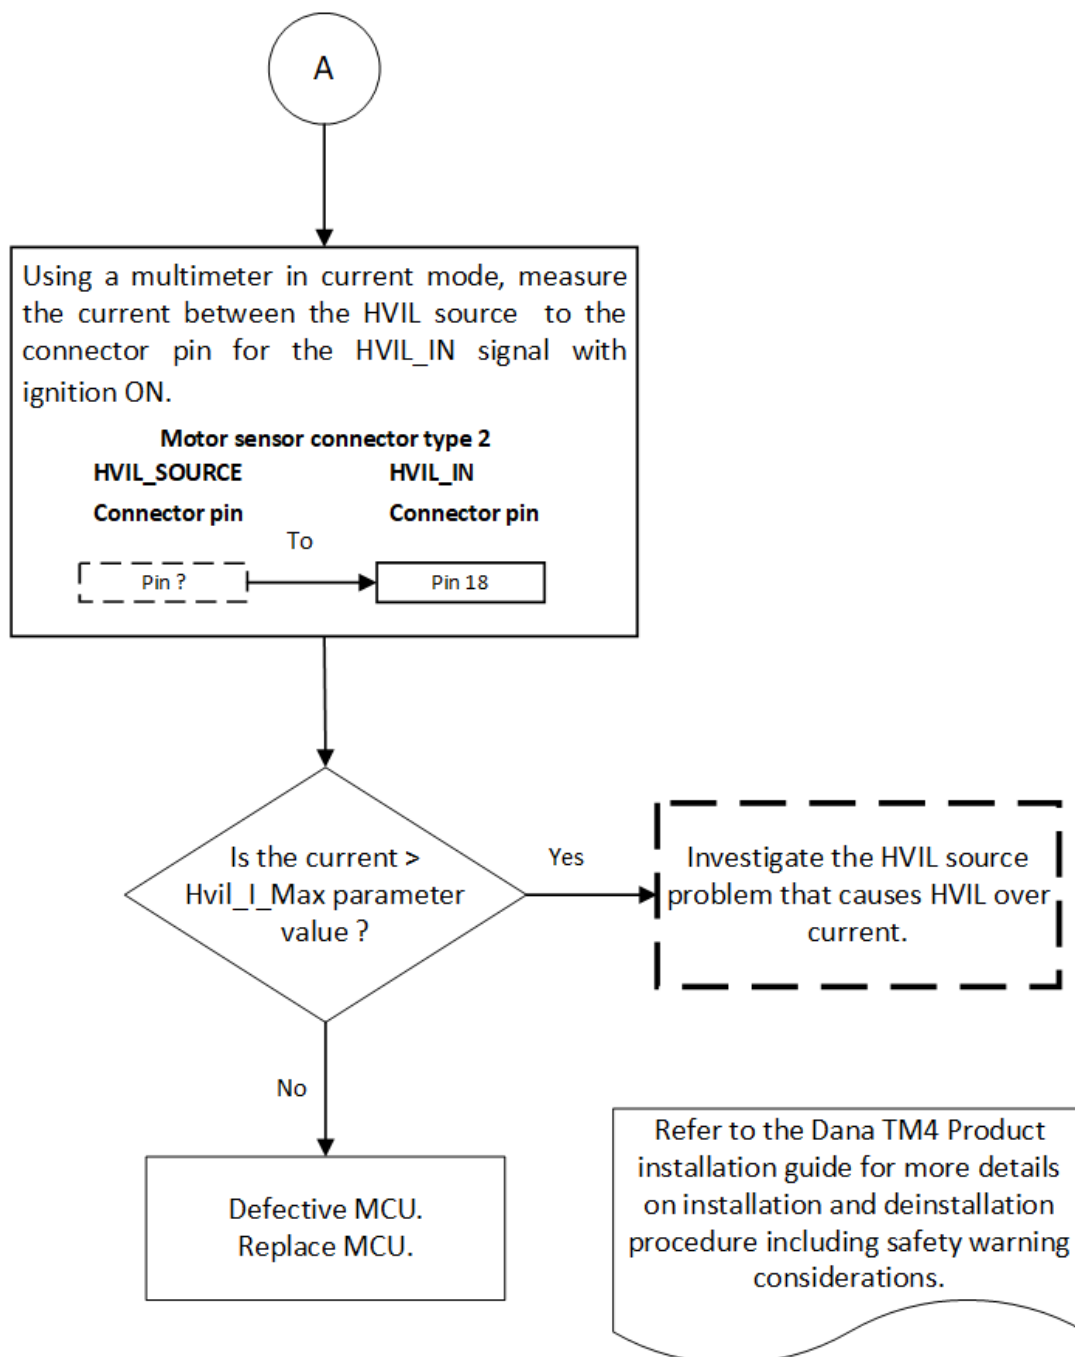 A
Using a multimeter in current mode, measure
the current between the HVIL source to the
connector pin for the HVIL_IN signal with
ignition ON.
Motor sensor connector type 2
HVIL_SOURCE HVIL_IN
Connector pin Connector pin
To
Pin ? Pin 18
Is the current >
Hvil_I_Max parameter
value ?
Yes
Investigate the HVIL source
problem that causes HVIL over
current.
No
Defective MCU.
Replace MCU.
Refer to the Dana TM4 Product
installation guide for more details
on installation and deinstallation
procedure including safety warning
considerations.